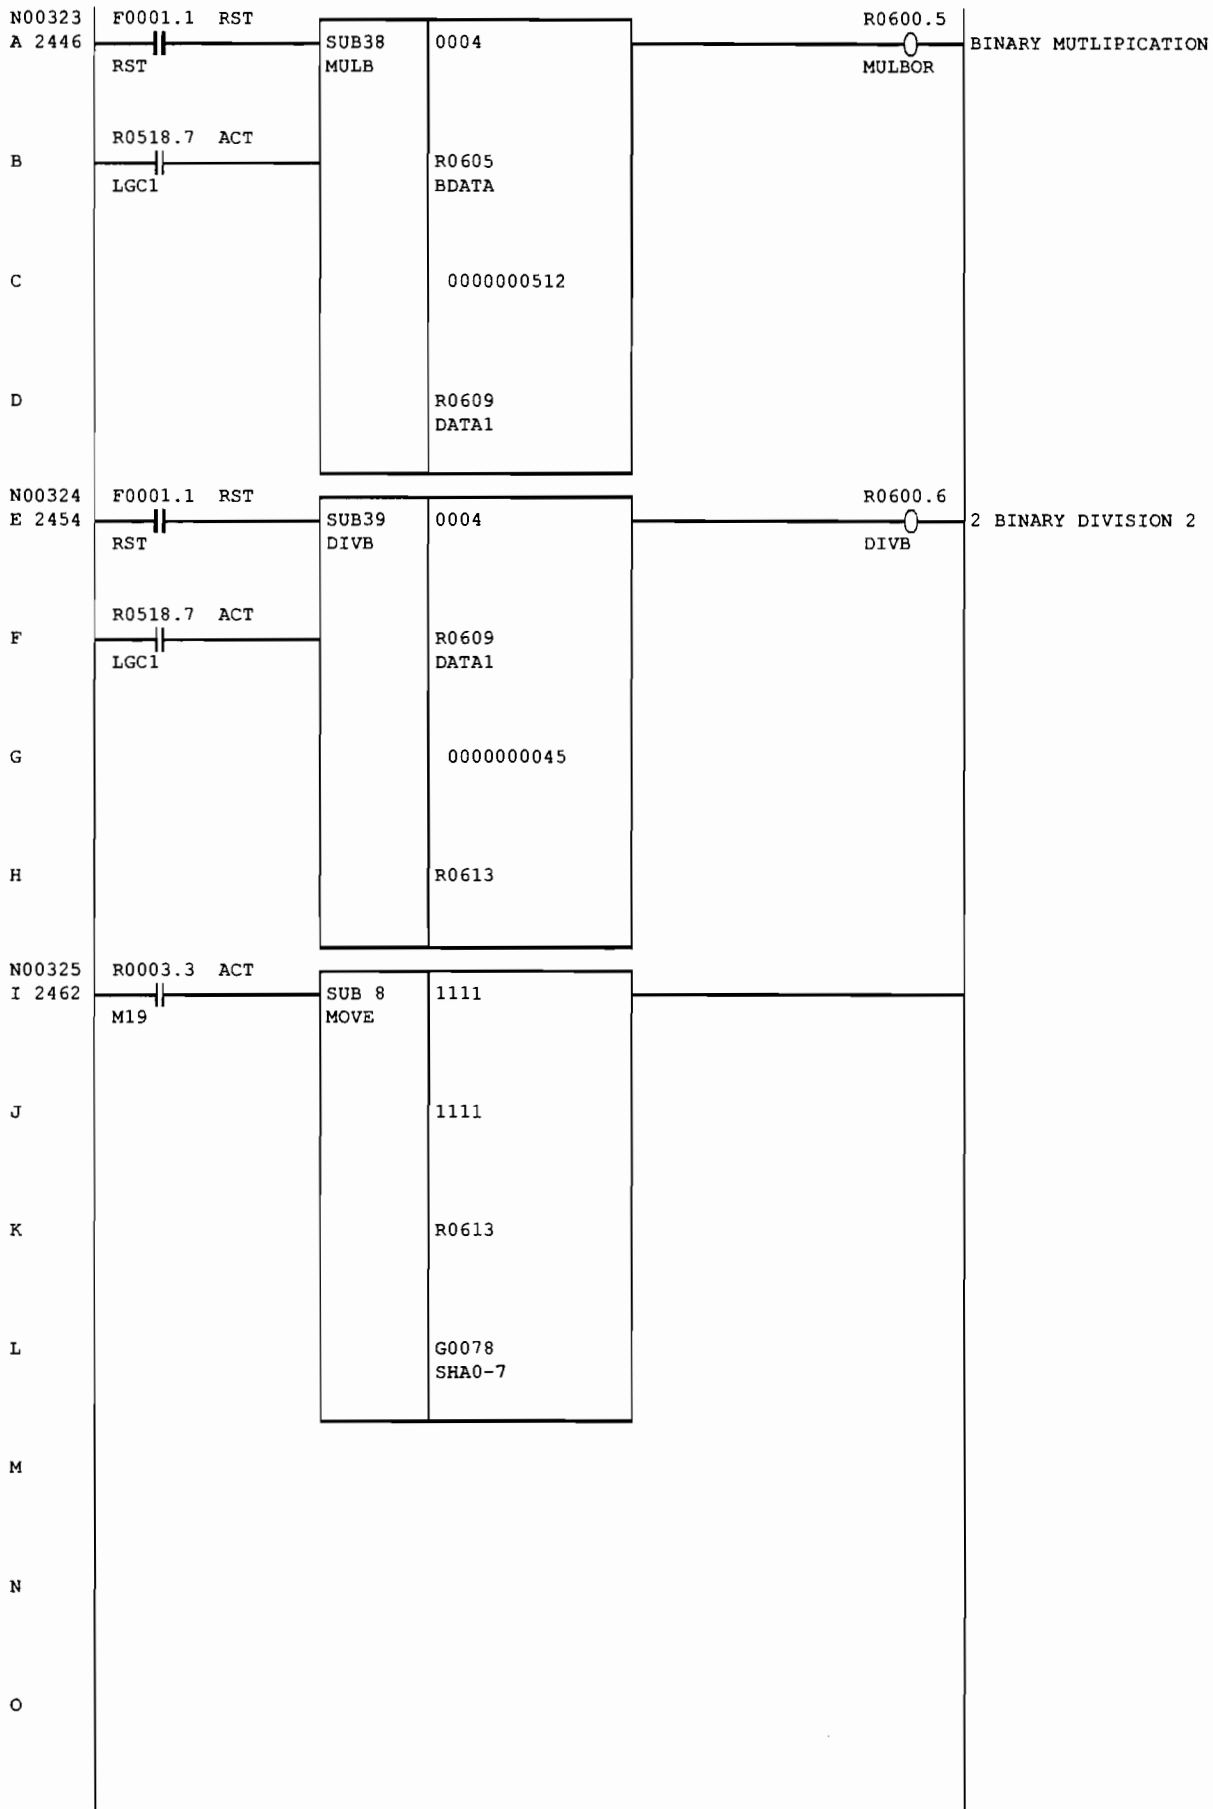 N00323 F0001.1 RST R0600.5
A 2446 SUB38 0004 BINARY MUTLIPICATION
RST MULB MULBOR
R0518.7 ACT
B R0605
LGC1 BDATA
C 0000000512
D R0609
DATA1
N00324 F0001.1 RST R0600.6
E 2454 SUB39 0004 2 BINARY DIVISION 2
RST DIVB DIVB
R0518.7 ACT
F R0609
LGC1 DATA1
G 0000000045
H R0613
N00325 R0003.3 ACT
I 2462 SUB 8 1111
M19 MOVE
J 1111
K R0613
L G0078
SHA0-7
M
N
O